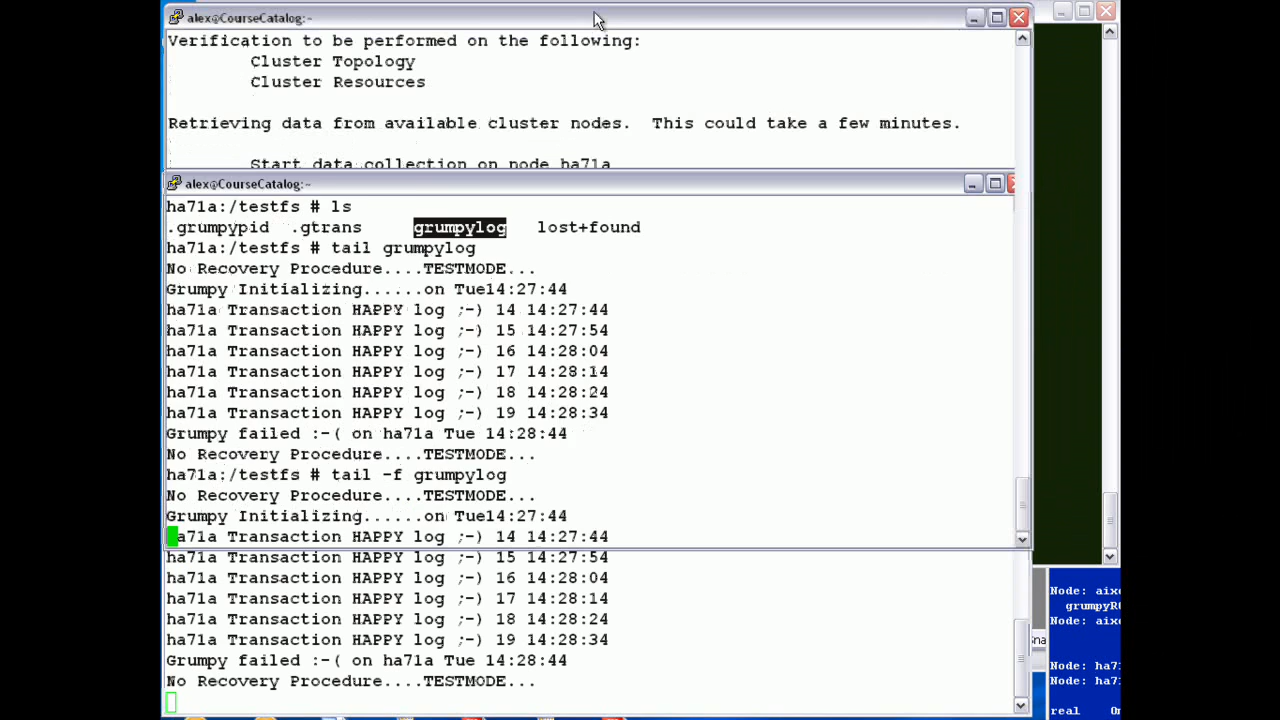 alex@CourseCatalog:~
Verification to be performed on the following:
Cluster Topology
Cluster Resources
Retrieving data from available cluster nodes.  This could take a few minutes.
Start data collection on node ha71a
alex@CourseCatalog:~
ha71a:/testfs # ls
.grumpypid  .gtrans     grumpylog   lost+found
ha71a:/testfs # tail grumpylog
No Recovery Procedure....TESTMODE...
Grumpy Initializing......on Tue14:27:44
ha71a Transaction HAPPY log ;-) 14 14:27:44
ha71a Transaction HAPPY log ;-) 15 14:27:54
ha71a Transaction HAPPY log ;-) 16 14:28:04
ha71a Transaction HAPPY log ;-) 17 14:28:14
ha71a Transaction HAPPY log ;-) 18 14:28:24
ha71a Transaction HAPPY log ;-) 19 14:28:34
Grumpy failed :-( on ha71a Tue 14:28:44
No Recovery Procedure....TESTMODE...
ha71a:/testfs # tail -f grumpylog
No Recovery Procedure....TESTMODE...
Grumpy Initializing......on Tue14:27:44
ha71a Transaction HAPPY log ;-) 14 14:27:44
ha71a Transaction HAPPY log ;-) 15 14:27:54
ha71a Transaction HAPPY log ;-) 16 14:28:04
ha71a Transaction HAPPY log ;-) 17 14:28:14
ha71a Transaction HAPPY log ;-) 18 14:28:24
ha71a Transaction HAPPY log ;-) 19 14:28:34
Grumpy failed :-( on ha71a Tue 14:28:44
No Recovery Procedure....TESTMODE...
Node: aix
grumpyR
Node: aix
Node: ha7
Node: ha7
real